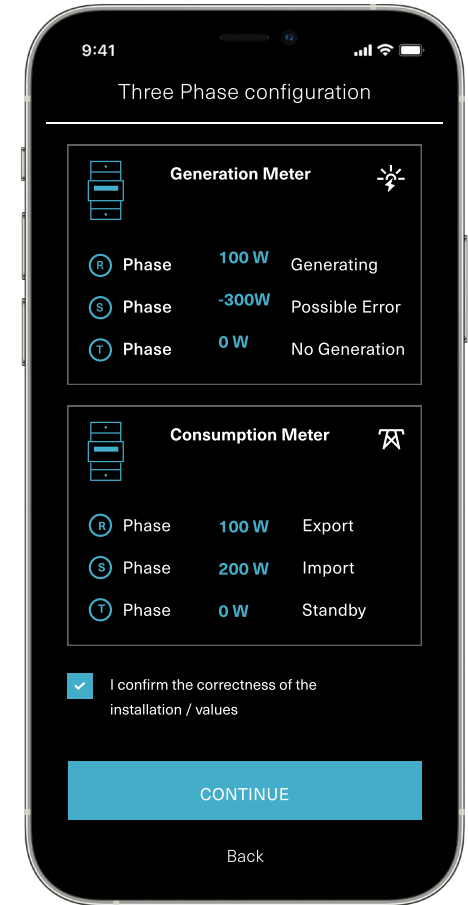 9:41
Three Phase configuration
Generation Meter
R Phase 100 W Generating
S Phase -300W Possible Error
T Phase 0 W No Generation
Consumption Meter
R Phase 100 W Export
S Phase 200 W Import
T Phase 0 W Standby
I confirm the correctness of the
installation / values
CONTINUE
Back